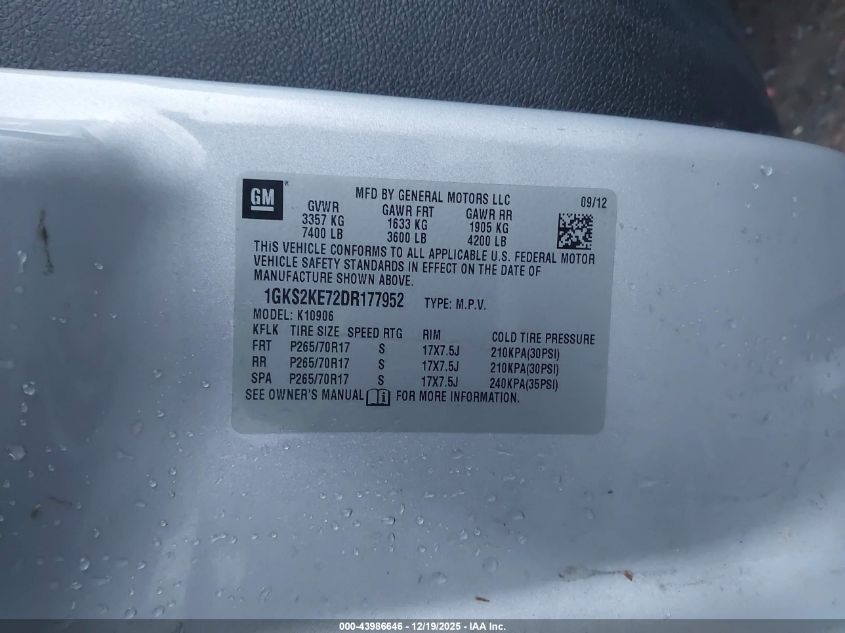 GM MFD BY GENERAL MOTORS LLC 09/12
GVWR GAWR FRT GAWR RR
3357 KG 1633 KG 1905 KG
7400 LB 3600 LB 4200 LB
THIS VEHICLE CONFORMS TO ALL APPLICABLE U.S. FEDERAL MOTOR
VEHICLE SAFETY STANDARDS IN EFFECT ON THE DATE OF
MANUFACTURE SHOWN ABOVE.
1GKS2KE72DR177952 TYPE: M.P.V.
MODEL: K10906
KFLK TIRE SIZE SPEED RTG RIM COLD TIRE PRESSURE
FRT P265/70R17 S 17X7.5J 210KPA(30PSI)
RR P265/70R17 S 17X7.5J 210KPA(30PSI)
SPA P265/70R17 S 17X7.5J 240KPA(35PSI)
SEE OWNER'S MANUAL i FOR MORE INFORMATION.
000-43986646 - 12/19/2025 - IAA Inc.